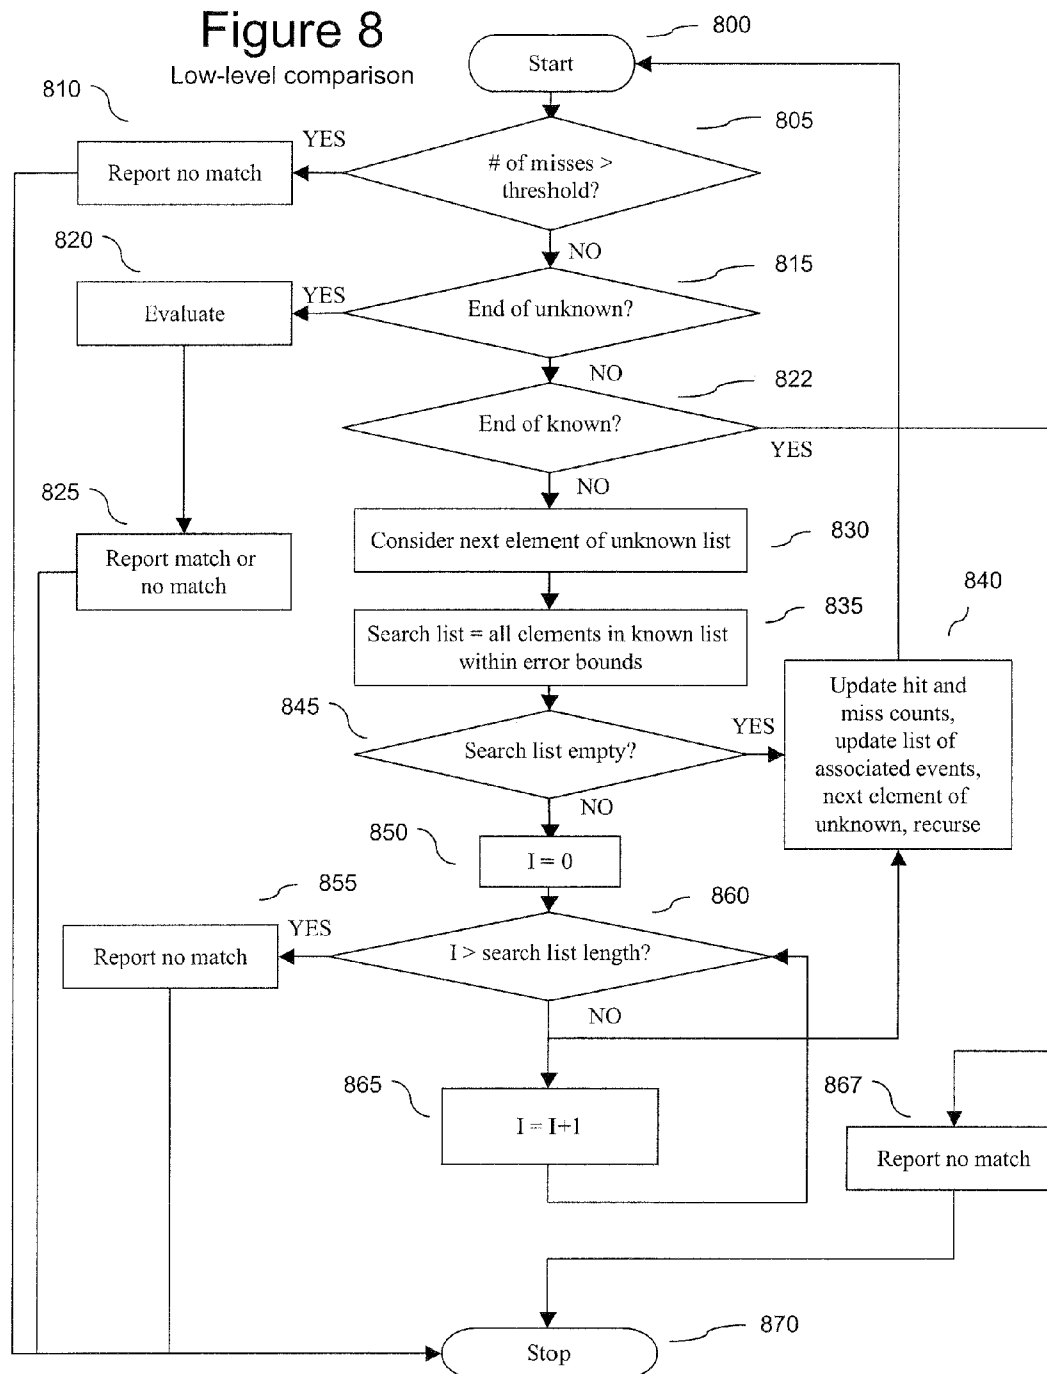 Figure 8
Low-level comparison
800
Start
810
805
YES
Report no match
# of misses >
threshold?
820
NO
815
YES
Evaluate
End of unknown?
NO
822
End of known?
YES
825
NO
Report match or
no match
Consider next element of unknown list
830
835
840
Search list = all elements in known list
within error bounds
Update hit and
miss counts,
update list of
associated events,
next element of
unknown, recurse
845
YES
Search list empty?
NO
850
I = 0
855
860
YES
Report no match
I > search list length?
NO
865
I = I+1
867
Report no match
870
Stop